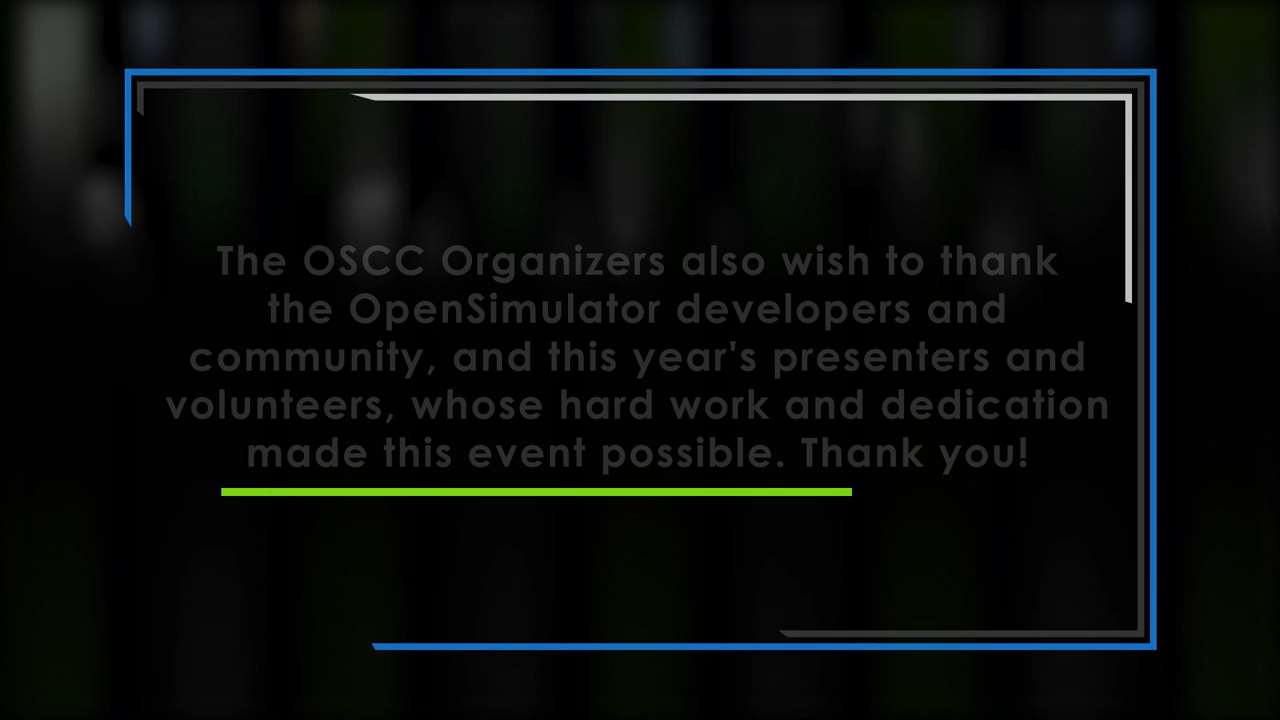 The OSCC Organizers also wish to thank
the OpenSimulator developers and
community, and this year's presenters and
volunteers, whose hard work and dedication
made this event possible. Thank you!